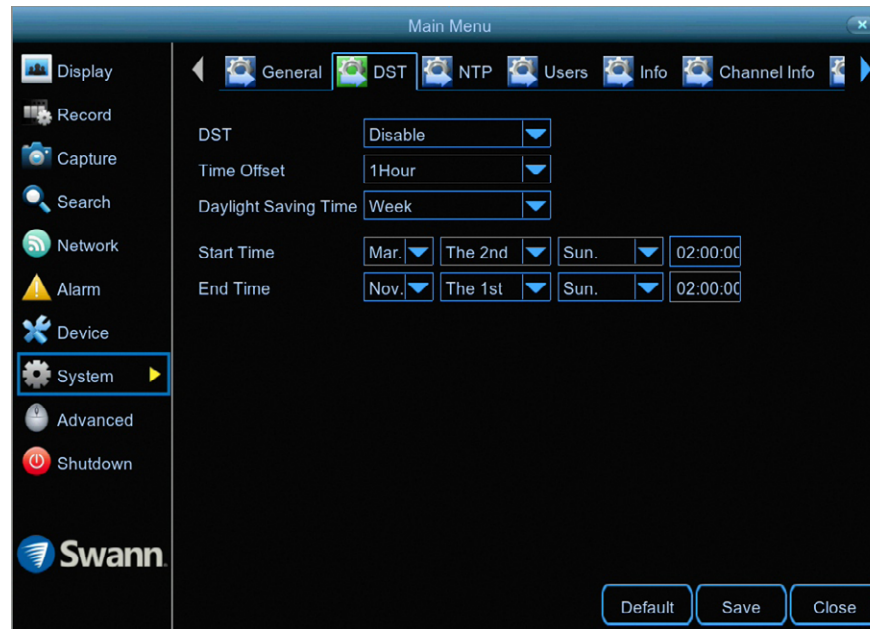 Main Menu
Display
Record
Capture
Search
Network
Alarm
Device
System
Advanced
Shutdown
Swann.
General DST NTP Users Info Channel Info
DST Disable
Time Offset 1Hour
Daylight Saving Time Week
Start Time Mar. The 2nd Sun. 02:00:00
End Time Nov. The 1st Sun. 02:00:00
Default Save Close